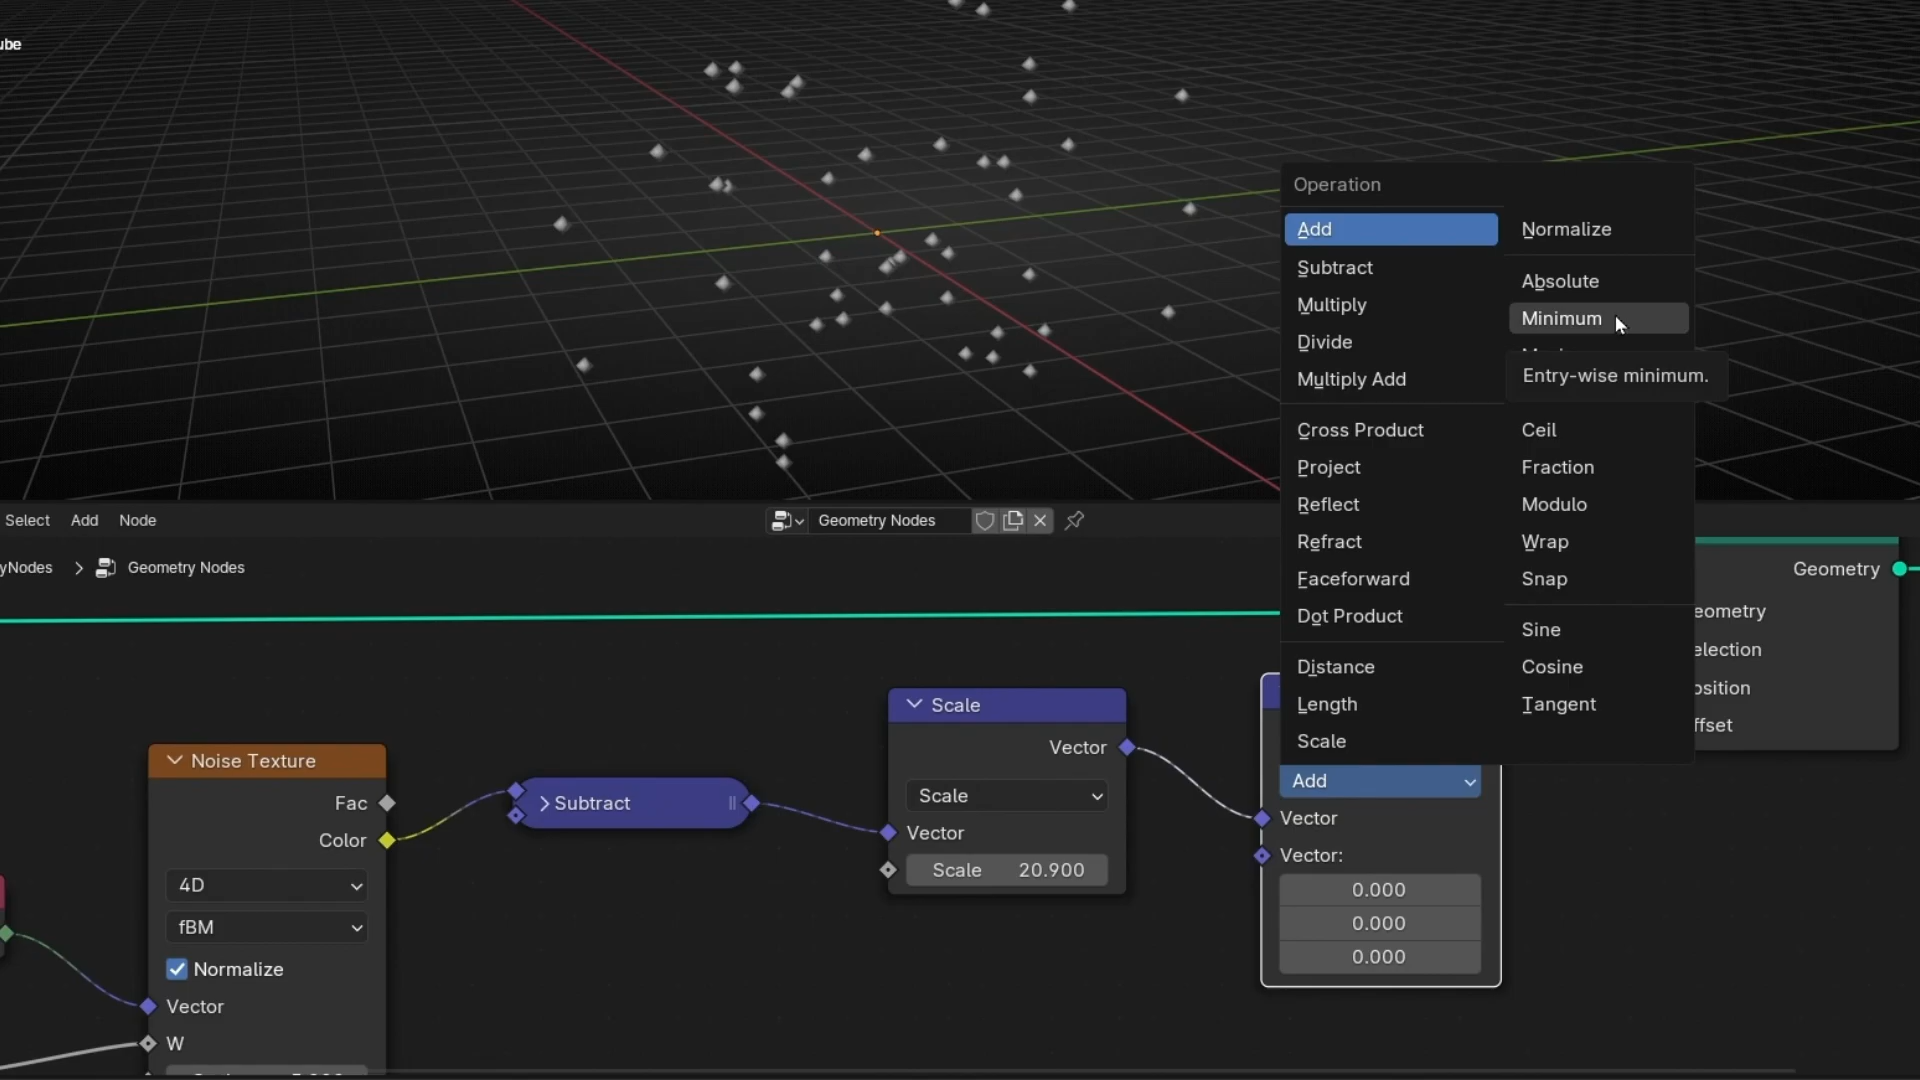 ube
Operation
Add
Subtract
Multiply
Divide
Multiply Add
Cross Product
Project
Reflect
Refract
Faceforward
Dot Product
Distance
Length
Scale
Normalize
Absolute
Minimum
Entry-wise minimum.
Ceil
Fraction
Modulo
Wrap
Snap
Sine
Cosine
Tangent
Select Add Node
Geometry Nodes
yNodes > Geometry Nodes
Geometry
eometry
election
osition
ffset
Noise Texture
Fac
Color
4D
fBM
Normalize
Vector
W
Subtract
Scale
Vector
Scale
Vector
Scale 20.900
Add
Vector
Vector:
0.000
0.000
0.000